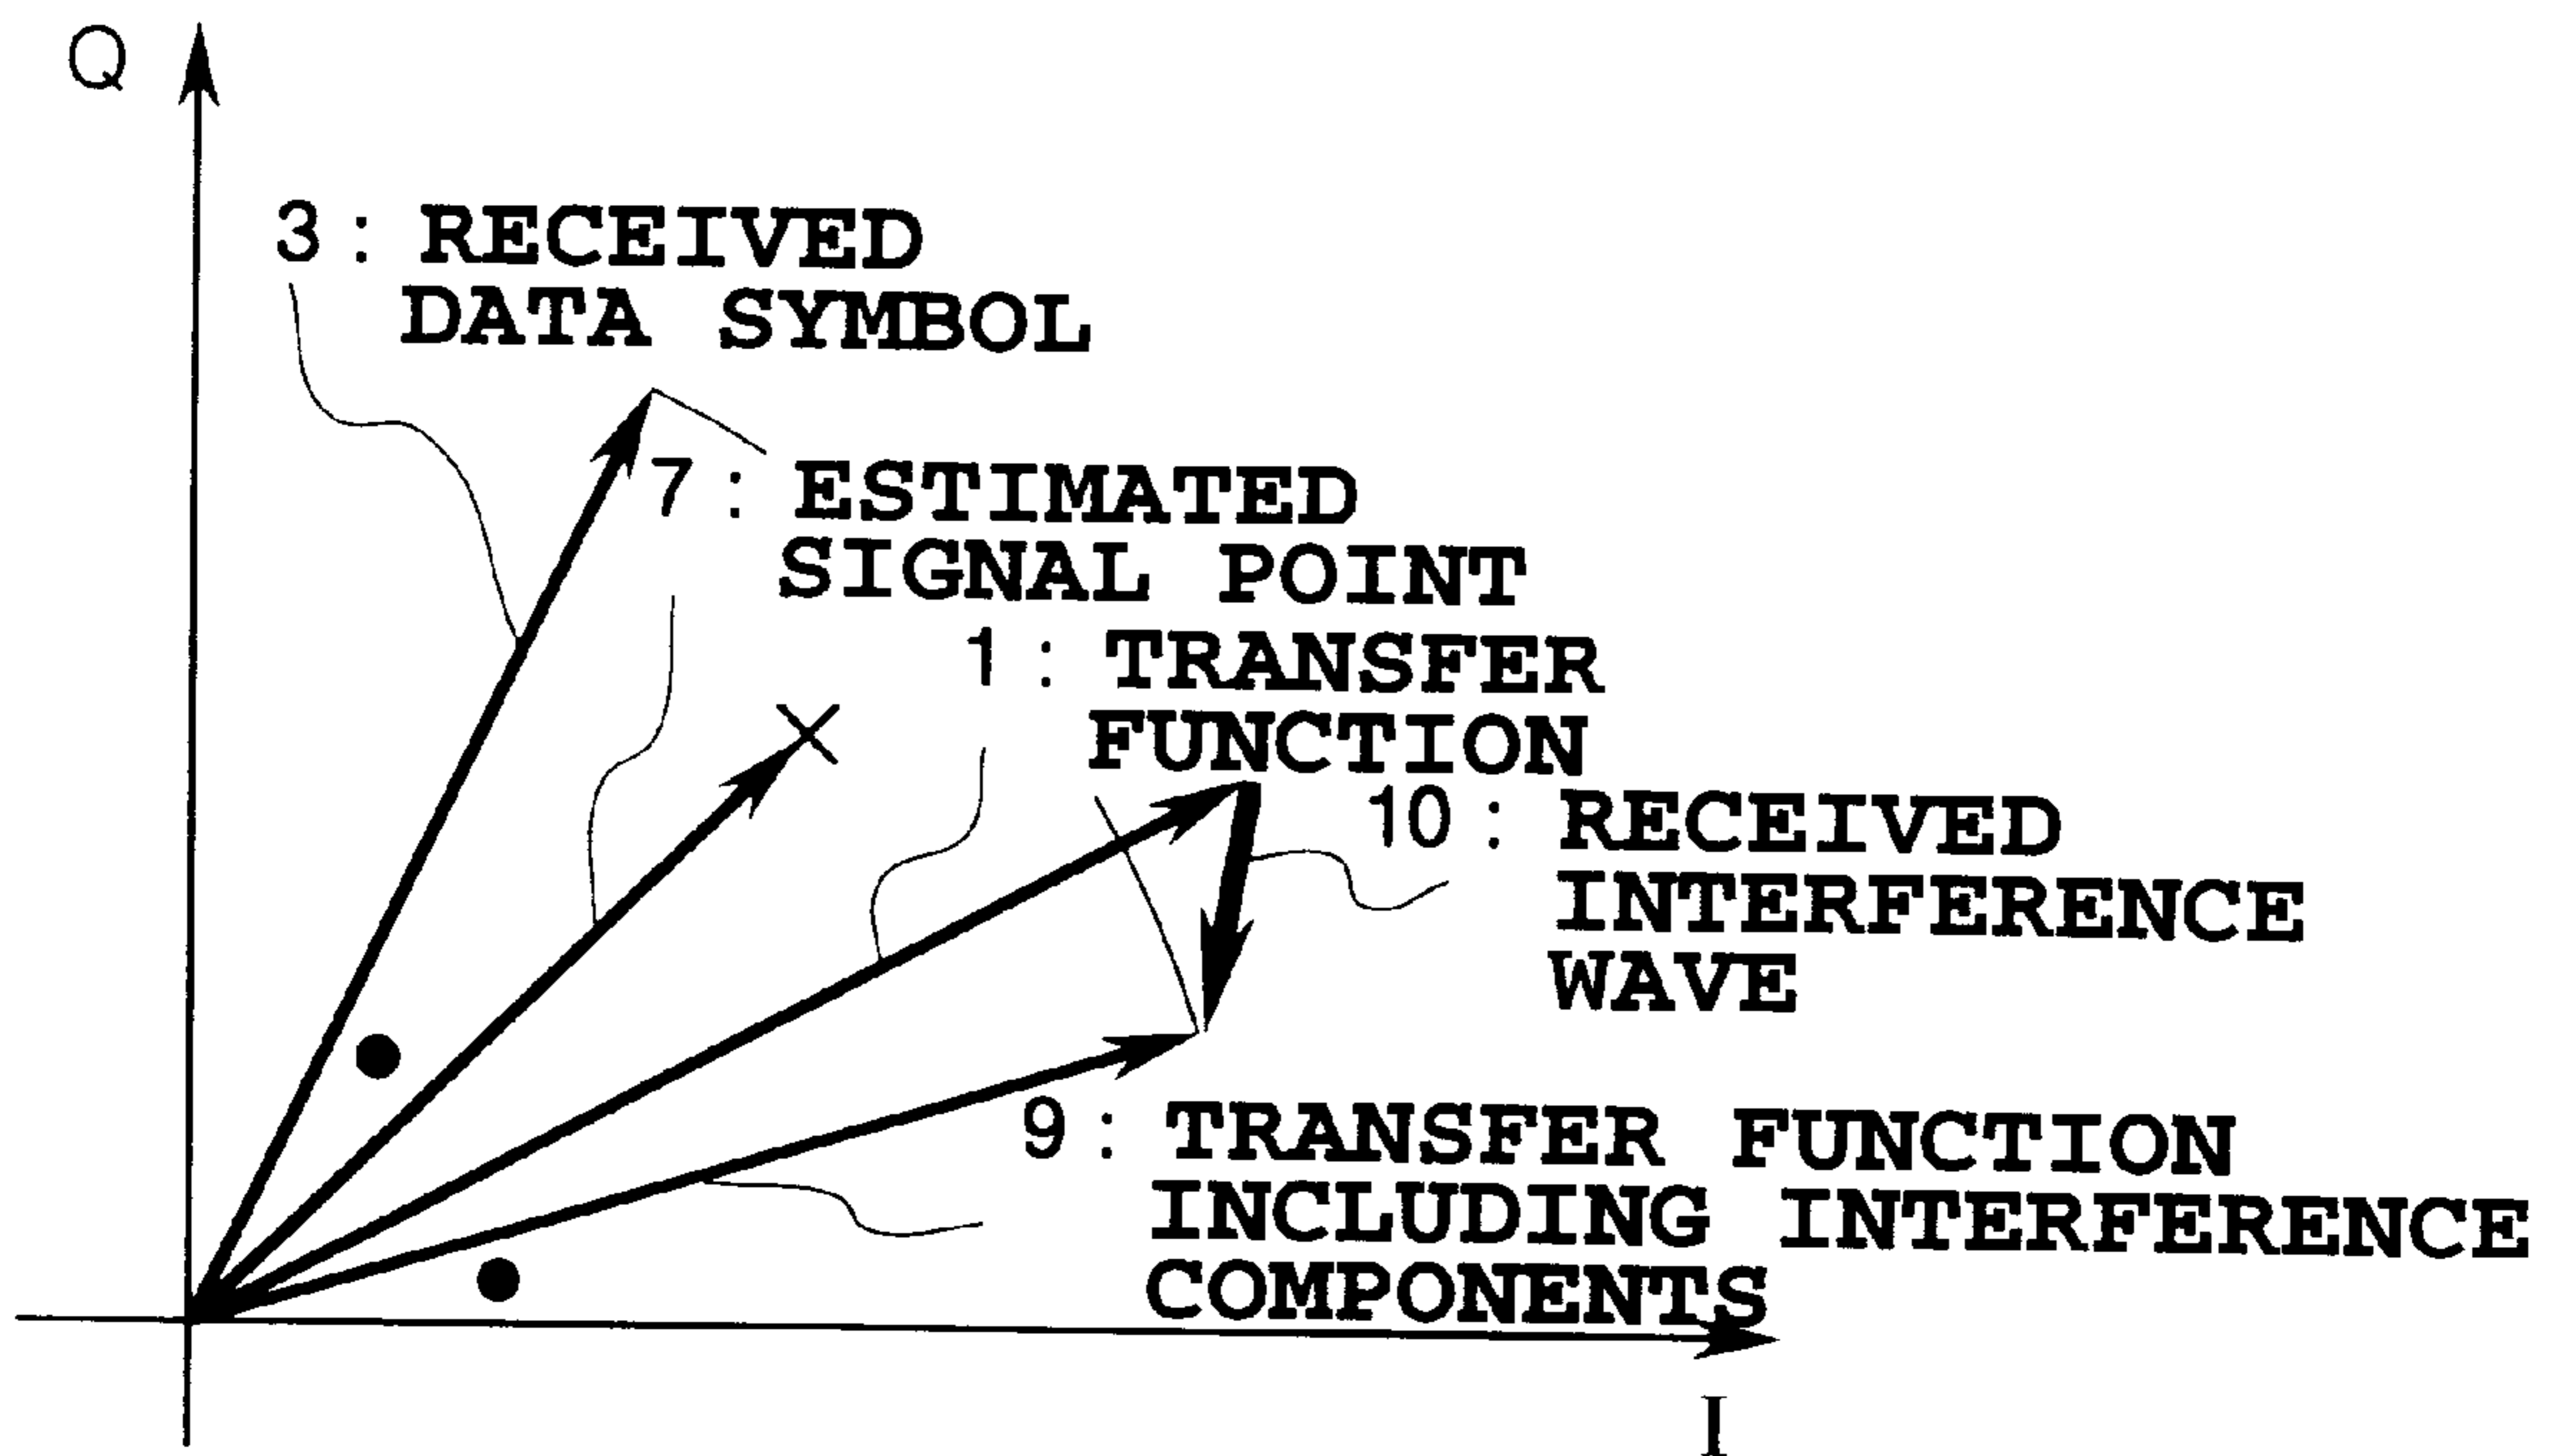 Q
3 : RECEIVED
DATA SYMBOL
7 : ESTIMATED
SIGNAL POINT
1 : TRANSFER
FUNCTION
10 : RECEIVED
INTERFERENCE
WAVE
9 : TRANSFER FUNCTION
INCLUDING INTERFERENCE
COMPONENTS
I